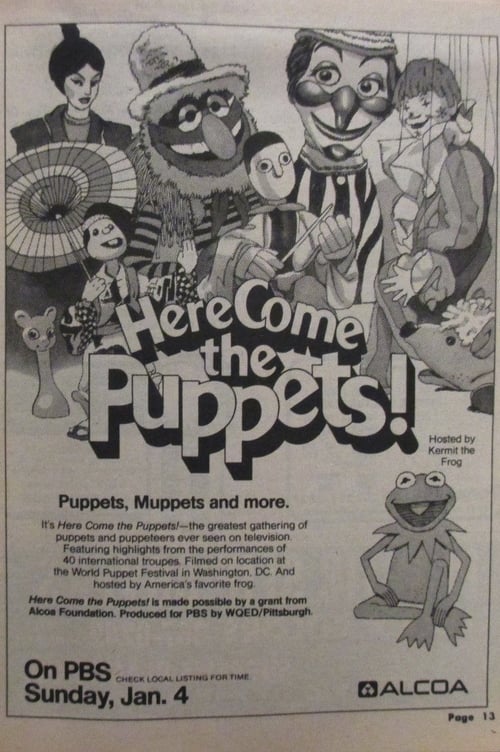 Here Come
the
Puppets!
Hosted by
Kermit the
Frog
Puppets, Muppets and more.
It's Here Come the Puppets!—the greatest gathering of
puppets and puppeteers ever seen on television.
Featuring highlights from the performances of
40 international troupes. Filmed on location at
the World Puppet Festival in Washington, DC. And
hosted by America's favorite frog.
Here Come the Puppets! is made possible by a grant from
Alcoa Foundation. Produced for PBS by WQED/Pittsburgh.
On PBS CHECK LOCAL LISTING FOR TIME.
Sunday, Jan. 4
ALCOA
Page 13